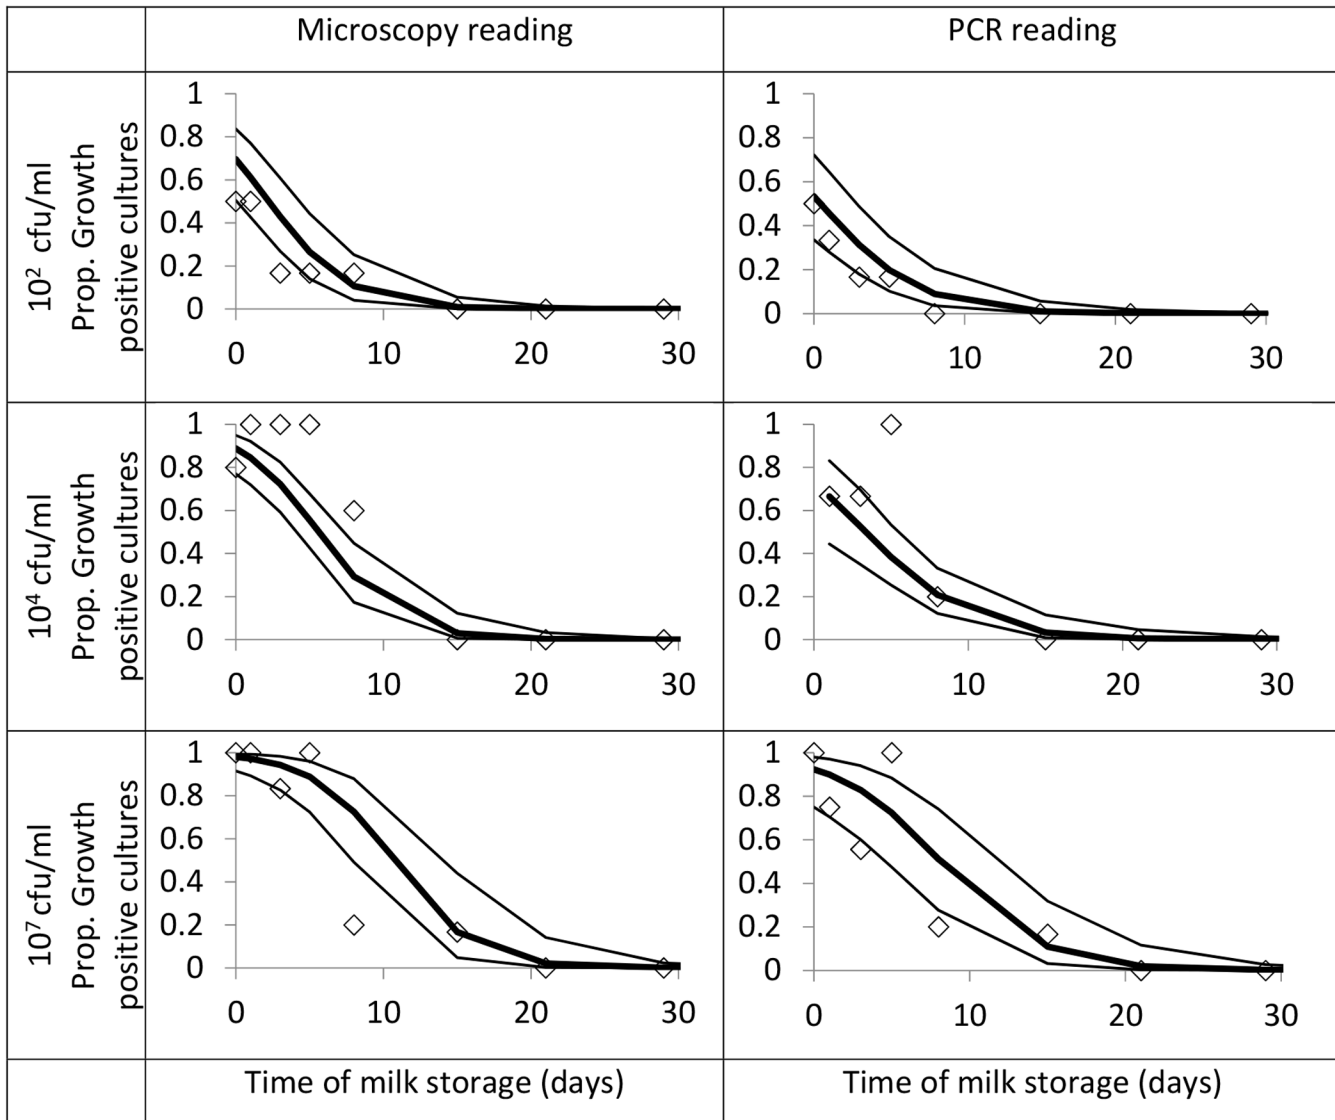 Microscopy reading
PCR reading
10² cfu/ml
Prop. Growth
positive cultures
1
0.8
0.6
0.4
0.2
0
0 10 20 30
1
0.8
0.6
0.4
0.2
0
0 10 20 30
10⁴ cfu/ml
Prop. Growth
positive cultures
1
0.8
0.6
0.4
0.2
0
0 10 20 30
1
0.8
0.6
0.4
0.2
0
0 10 20 30
10⁷ cfu/ml
Prop. Growth
positive cultures
1
0.8
0.6
0.4
0.2
0
0 10 20 30
1
0.8
0.6
0.4
0.2
0
0 10 20 30
Time of milk storage (days)
Time of milk storage (days)